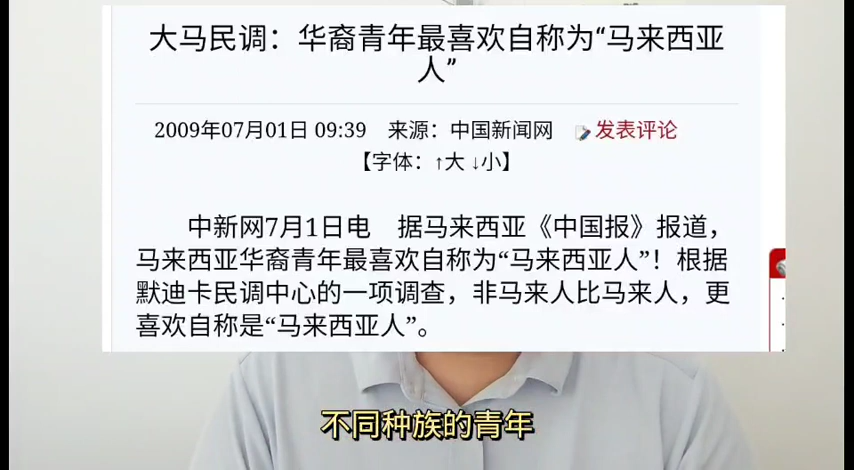 大马民调：华裔青年最喜欢自称为“马来西亚
人”
2009年07月01日 09:39 来源：中国新闻网 发表评论
【字体：↑大 ↓小】
中新网7月1日电 据马来西亚《中国报》报道，
马来西亚华裔青年最喜欢自称为“马来西亚人”！根据
默迪卡民调中心的一项调查，非马来人比马来人，更
喜欢自称是“马来西亚人”。
不同种族的青年